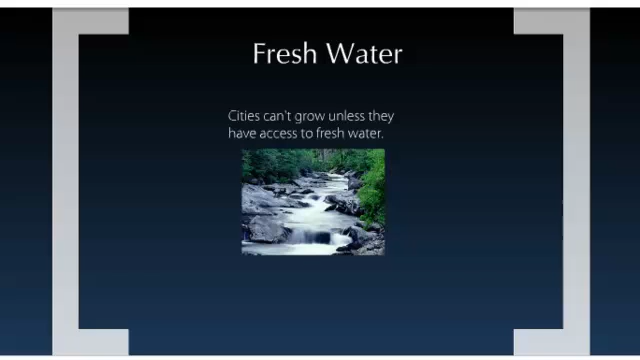 Fresh Water
Cities can't grow unless they
have access to fresh water.